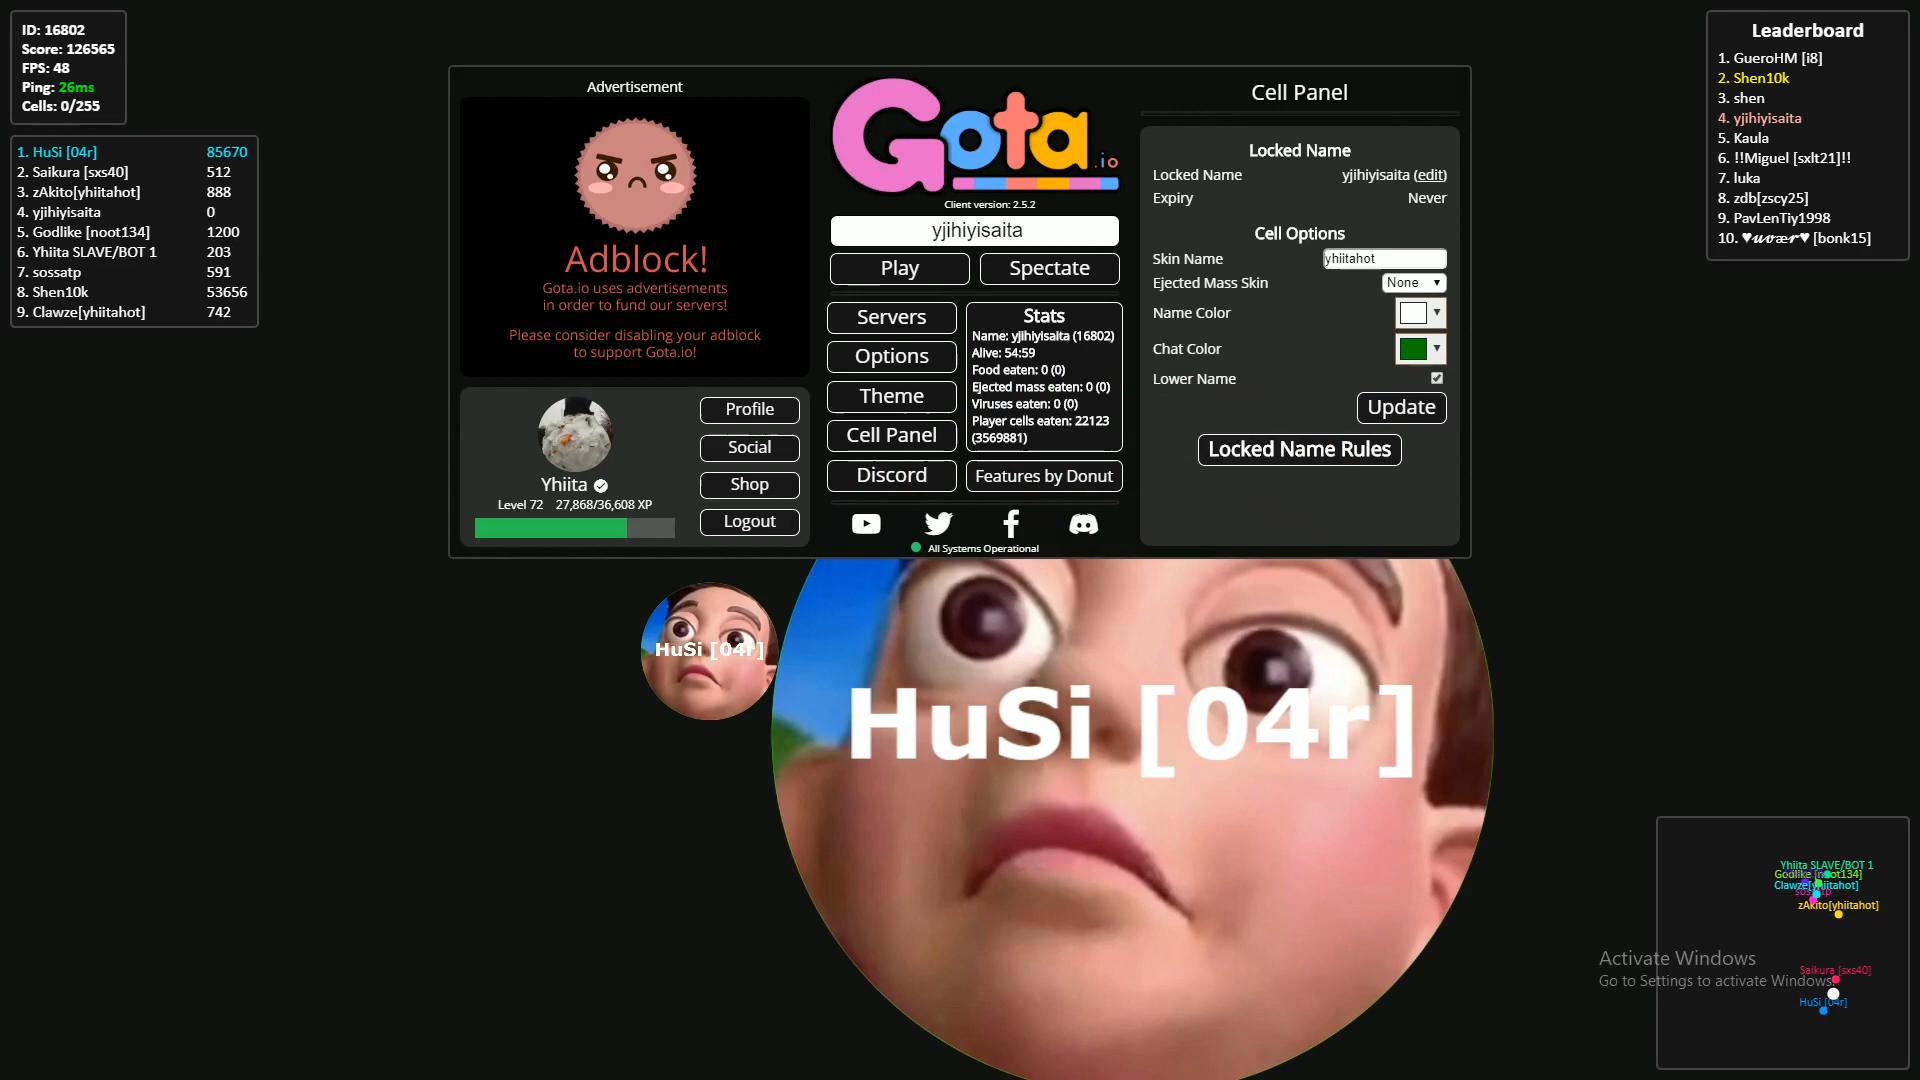 ID: 16802
Score: 126565
FPS: 48
Ping: 26ms
Cells: 0/255
1. HuSi [04r] 85670
2. Saikura [sxs40] 512
3. zAkito[yhiitahot] 888
4. yjihiyisaita 0
5. Godlike [noot134] 1200
6. Yhiita SLAVE/BOT 1 203
7. sossatp 591
8. Shen10k 53656
9. Clawze[yhiitahot] 742
Advertisement
Adblock!
Gota.io uses advertisements
in order to fund our servers!
Please consider disabling your adblock
to support Gota.io!
Yhiita
Level 72 27,868/36,608 XP
Profile
Social
Shop
Logout
Gota.io
Client version: 2.5.2
yjihiyisaita
Play
Spectate
Servers
Options
Theme
Cell Panel
Discord
Stats
Name: yjihiyisaita (16802)
Alive: 54:59
Food eaten: 0 (0)
Ejected mass eaten: 0 (0)
Viruses eaten: 0 (0)
Player cells eaten: 22123
(3569881)
Features by Donut
All Systems Operational
Cell Panel
Locked Name
Locked Name yjihiyisaita (edit)
Expiry Never
Cell Options
Skin Name yhiitahot
Ejected Mass Skin None
Name Color
Chat Color
Lower Name
Update
Locked Name Rules
Leaderboard
1. GueroHM [i8]
2. Shen10k
3. shen
4. yjihiyisaita
5. Kaula
6. !!Miguel [sxlt21]!!
7. luka
8. zdb[zscy25]
9. PavLenTiy1998
10. ♥𝓾𝓿𝓪𝓮𝓻♥ [bonk15]
HuSi [04r]
HuSi [04r]
Yhiita SLAVE/BOT 1
Godlike [noot134]
Clawze[yhiitahot]
sossatp
zAkito[yhiitahot]
Saikura [sxs40]
HuSi [04r]
Activate Windows
Go to Settings to activate Windows.